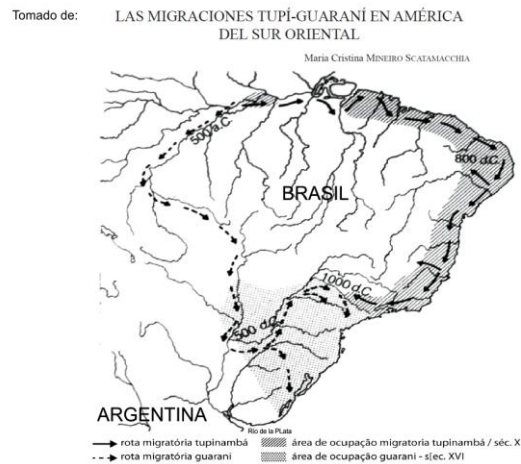 Tomado de:
LAS MIGRACIONES TUPÍ-GUARANÍ EN AMÉRICA
DEL SUR ORIENTAL
Maria Cristina MINEIRO SCATAMACCHIA
500 a.C.
800 d.C.
BRASIL
1000 d.C.
500 d.C.
ARGENTINA
Río de la PLata
rota migratória tupinambá
área de ocupação migratoria tupinambá / séc. X
rota migratória guarani
área de ocupação guarani - s[ec. XVI